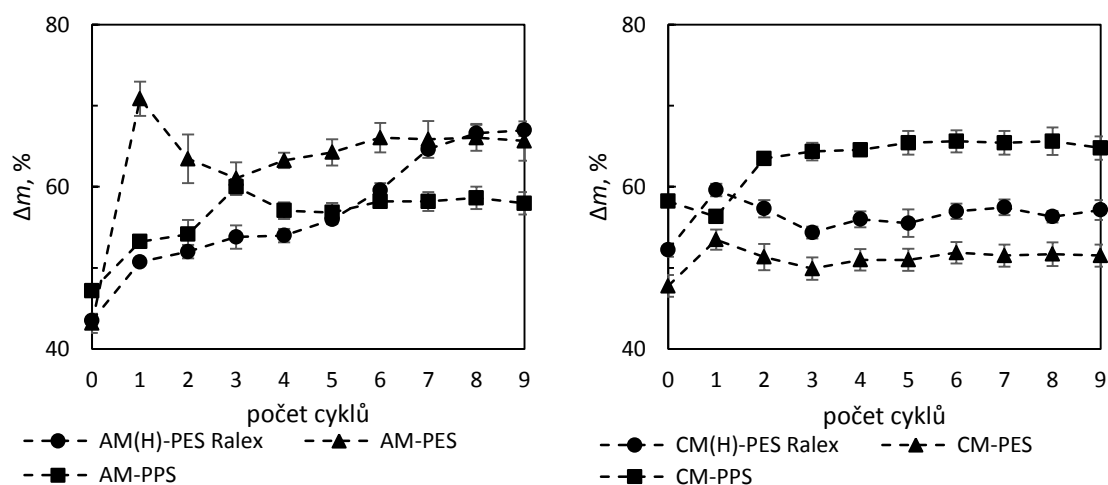 80
60
40
Δm, %
0 1 2 3 4 5 6 7 8 9
počet cyklů
AM(H)-PES Ralex AM-PES
AM-PPS
80
60
40
Δm, %
0 1 2 3 4 5 6 7 8 9
počet cyklů
CM(H)-PES Ralex CM-PES
CM-PPS